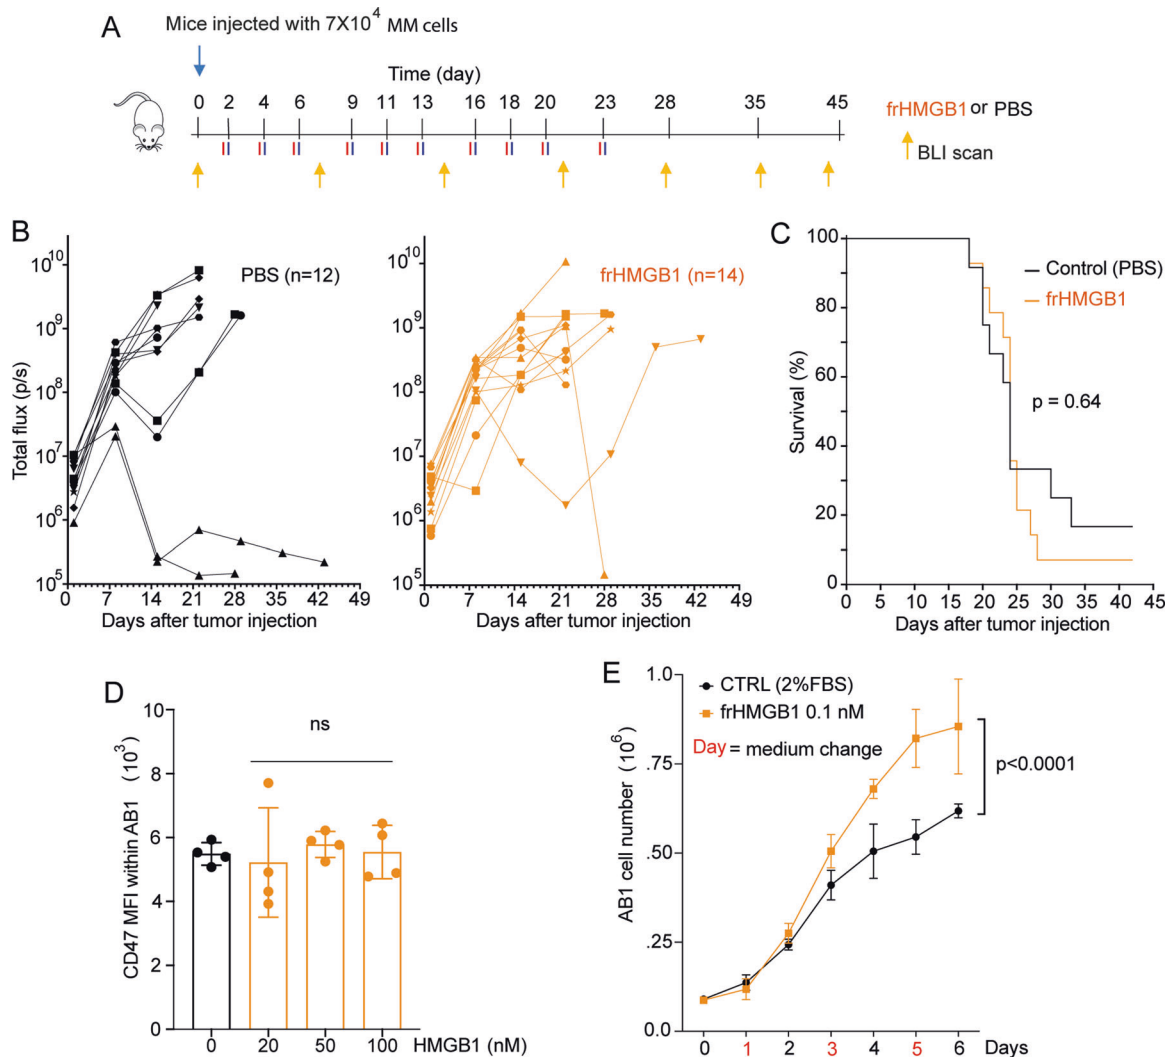 A
Mice injected with 7X10⁴ MM cells
Time (day)
0 2 4 6 9 11 13 16 18 20 23 28 35 45
frHMGB1 or PBS
BLI scan
B
PBS (n=12)
Total flux (p/s)
10¹⁰
10⁹
10⁸
10⁷
10⁶
10⁵
0 7 14 21 28 35 42 49
Days after tumor injection
frHMGB1 (n=14)
10¹⁰
10⁹
10⁸
10⁷
10⁶
10⁵
0 7 14 21 28 35 42 49
Days after tumor injection
C
Control (PBS)
frHMGB1
p = 0.64
Survival (%)
100
80
60
40
20
0
0 5 10 15 20 25 30 35 40 45
Days after tumor injection
D
ns
CD47 MFI within AB1 (10³)
10
8
6
4
2
0
0 20 50 100 HMGB1 (nM)
E
CTRL (2%FBS)
frHMGB1 0.1 nM
Day = medium change
p<0.0001
AB1 cell number (10⁶)
1.0
.75
0.50
.25
0.0
0 1 2 3 4 5 6 Days